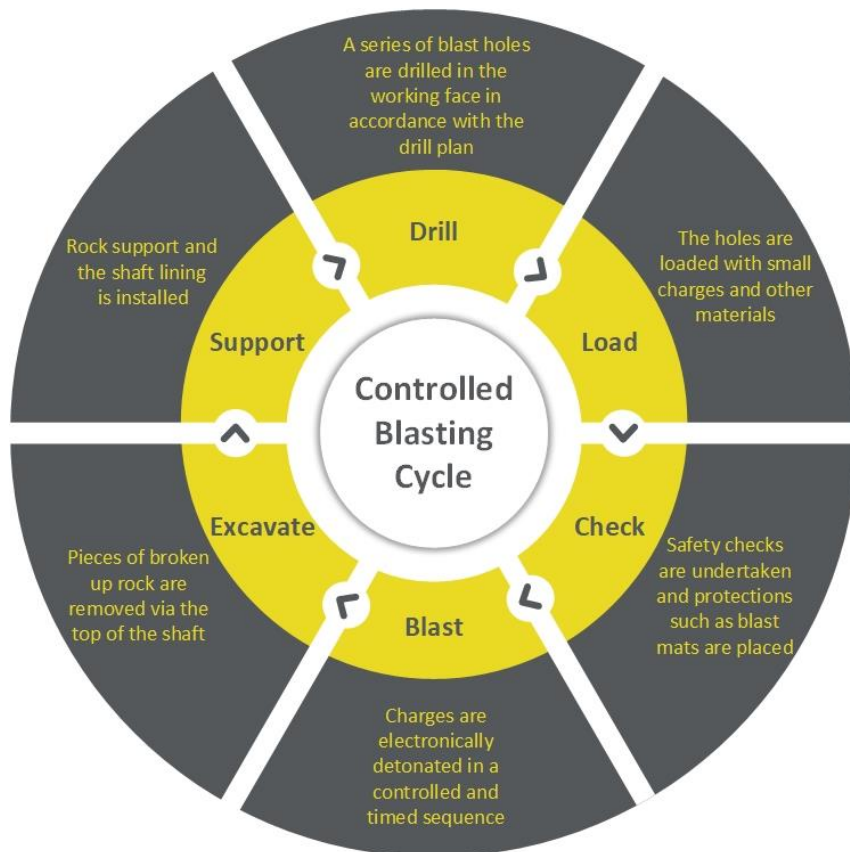 Controlled
Blasting
Cycle
Drill
A series of blast holes
are drilled in the
working face in
accordance with the
drill plan
Load
The holes are
loaded with small
charges and other
materials
Check
Safety checks
are undertaken
and protections
such as blast
mats are placed
Blast
Charges are
electronically
detonated in a
controlled and
timed sequence
Excavate
Pieces of broken
up rock are
removed via the
top of the shaft
Support
Rock support and
the shaft lining
is installed